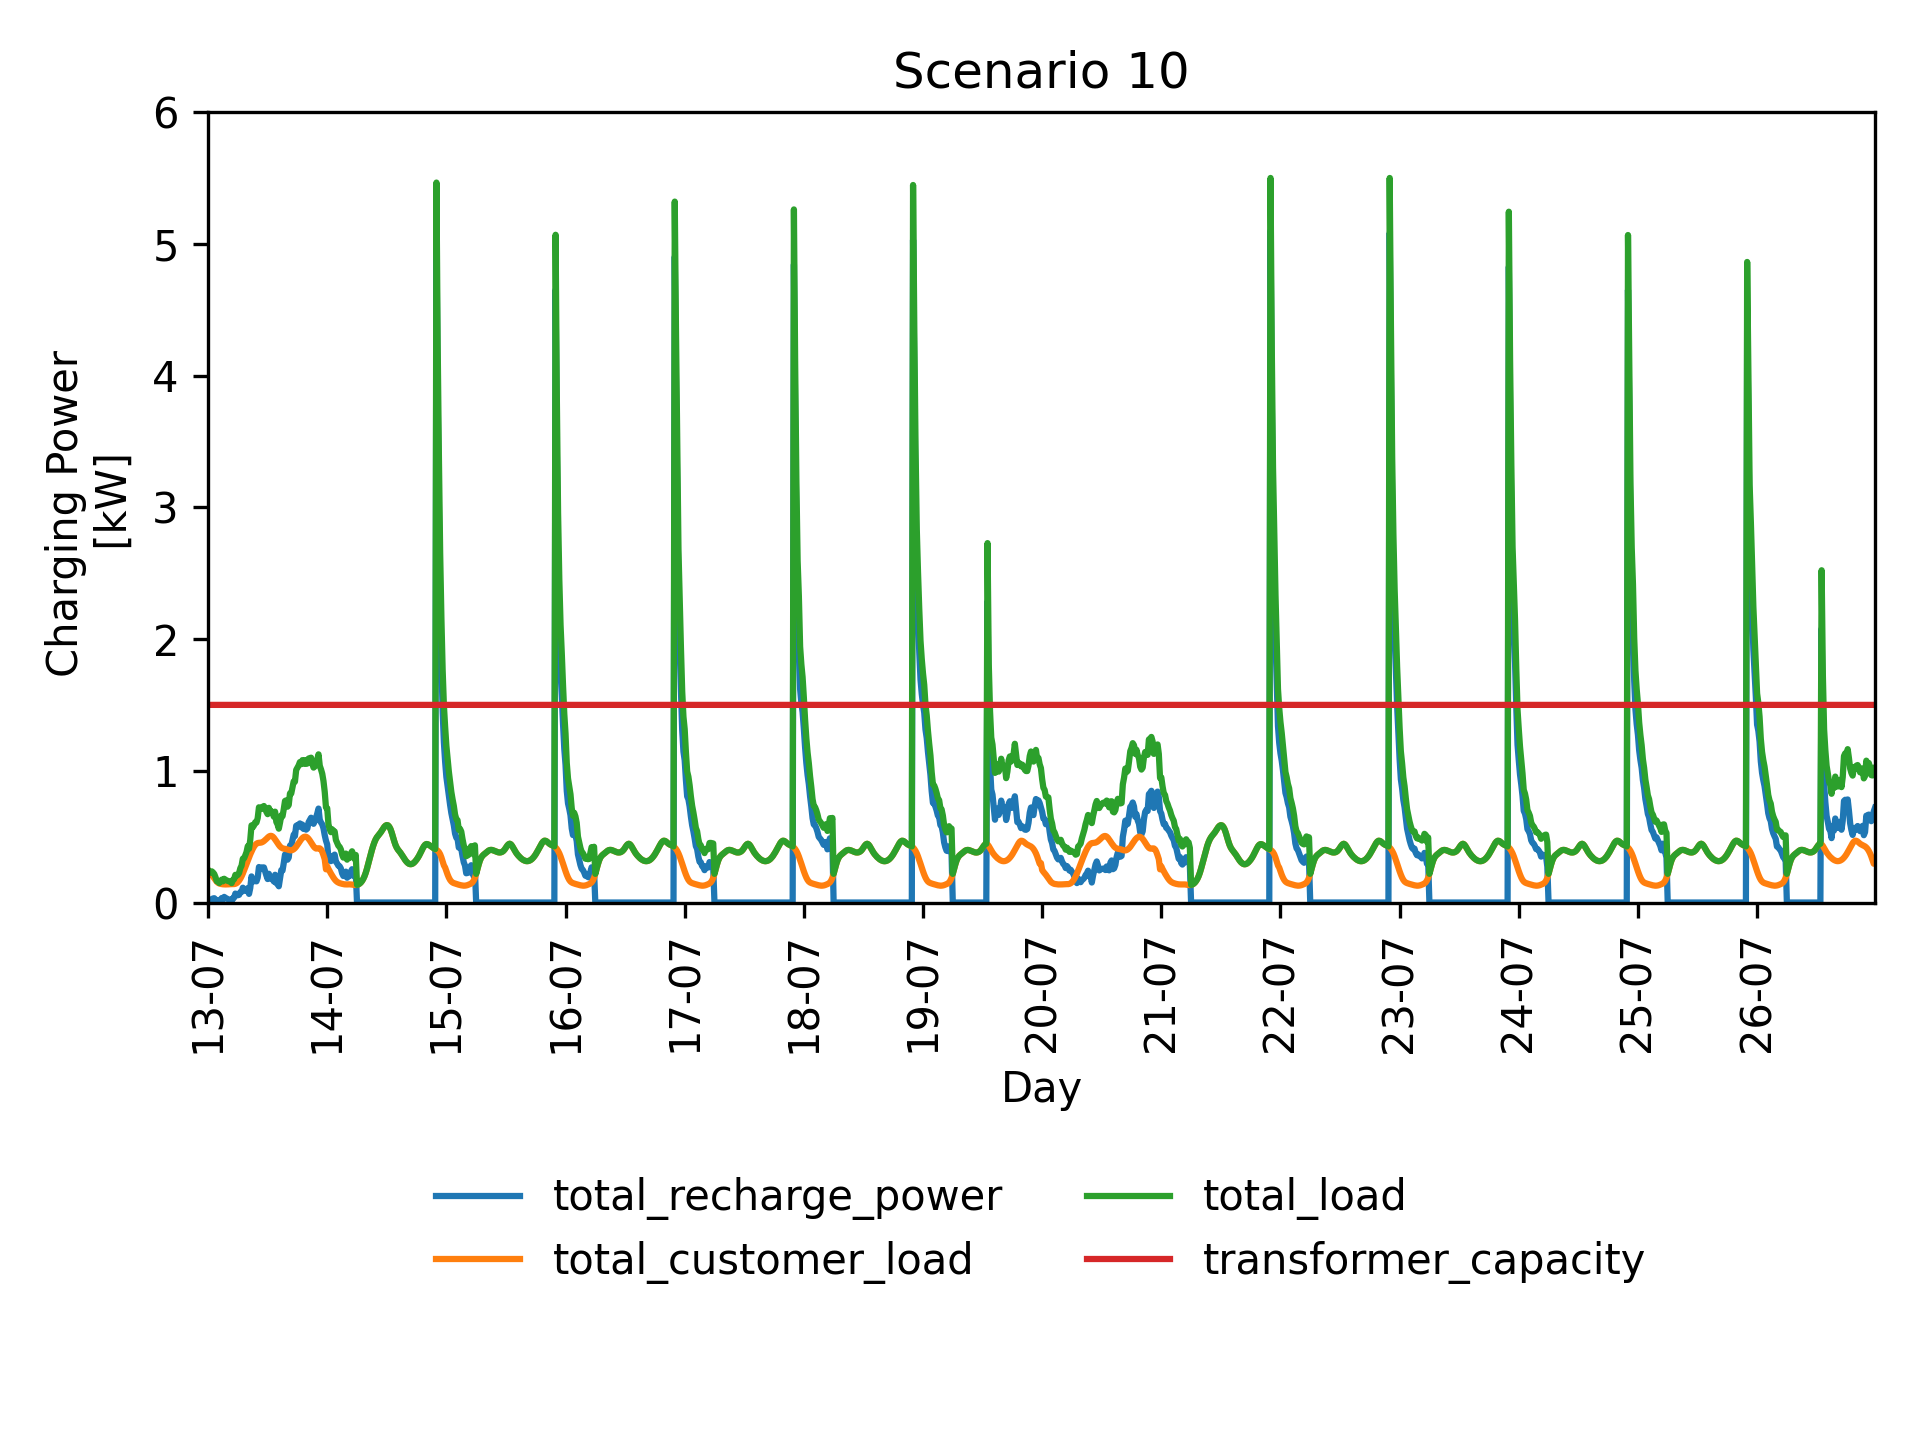 Scenario 10
6
5
4
3
2
1
0
Charging Power
[kW]
13-07
14-07
15-07
16-07
17-07
18-07
19-07
20-07
21-07
22-07
23-07
24-07
25-07
26-07
Day
total_recharge_power
total_customer_load
total_load
transformer_capacity